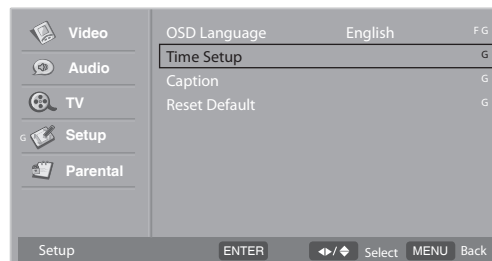 Video
Audio
TV
G Setup
Parental
OSD Language English F G
Time Setup G
Caption G
Reset Default G
Setup ENTER / Select MENU Back